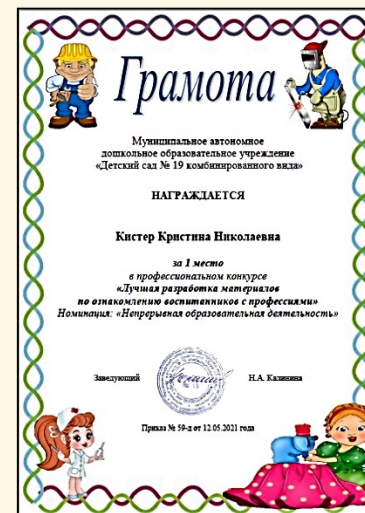 Грамота
Муниципальное автономное
дошкольное образовательное учреждение
«Детский сад № 19 комбинированного вида»
НАГРАЖДАЕТСЯ
Кистер Кристина Николаевна
за 1 место
в профессиональном конкурсе
«Лучшая разработка материалов
по ознакомлению воспитанников с профессиями»
Номинация: «Непрерывная образовательная деятельность»
Заведующий Н.А. Калинина
Приказ № 59-д от 12.05.2021 года